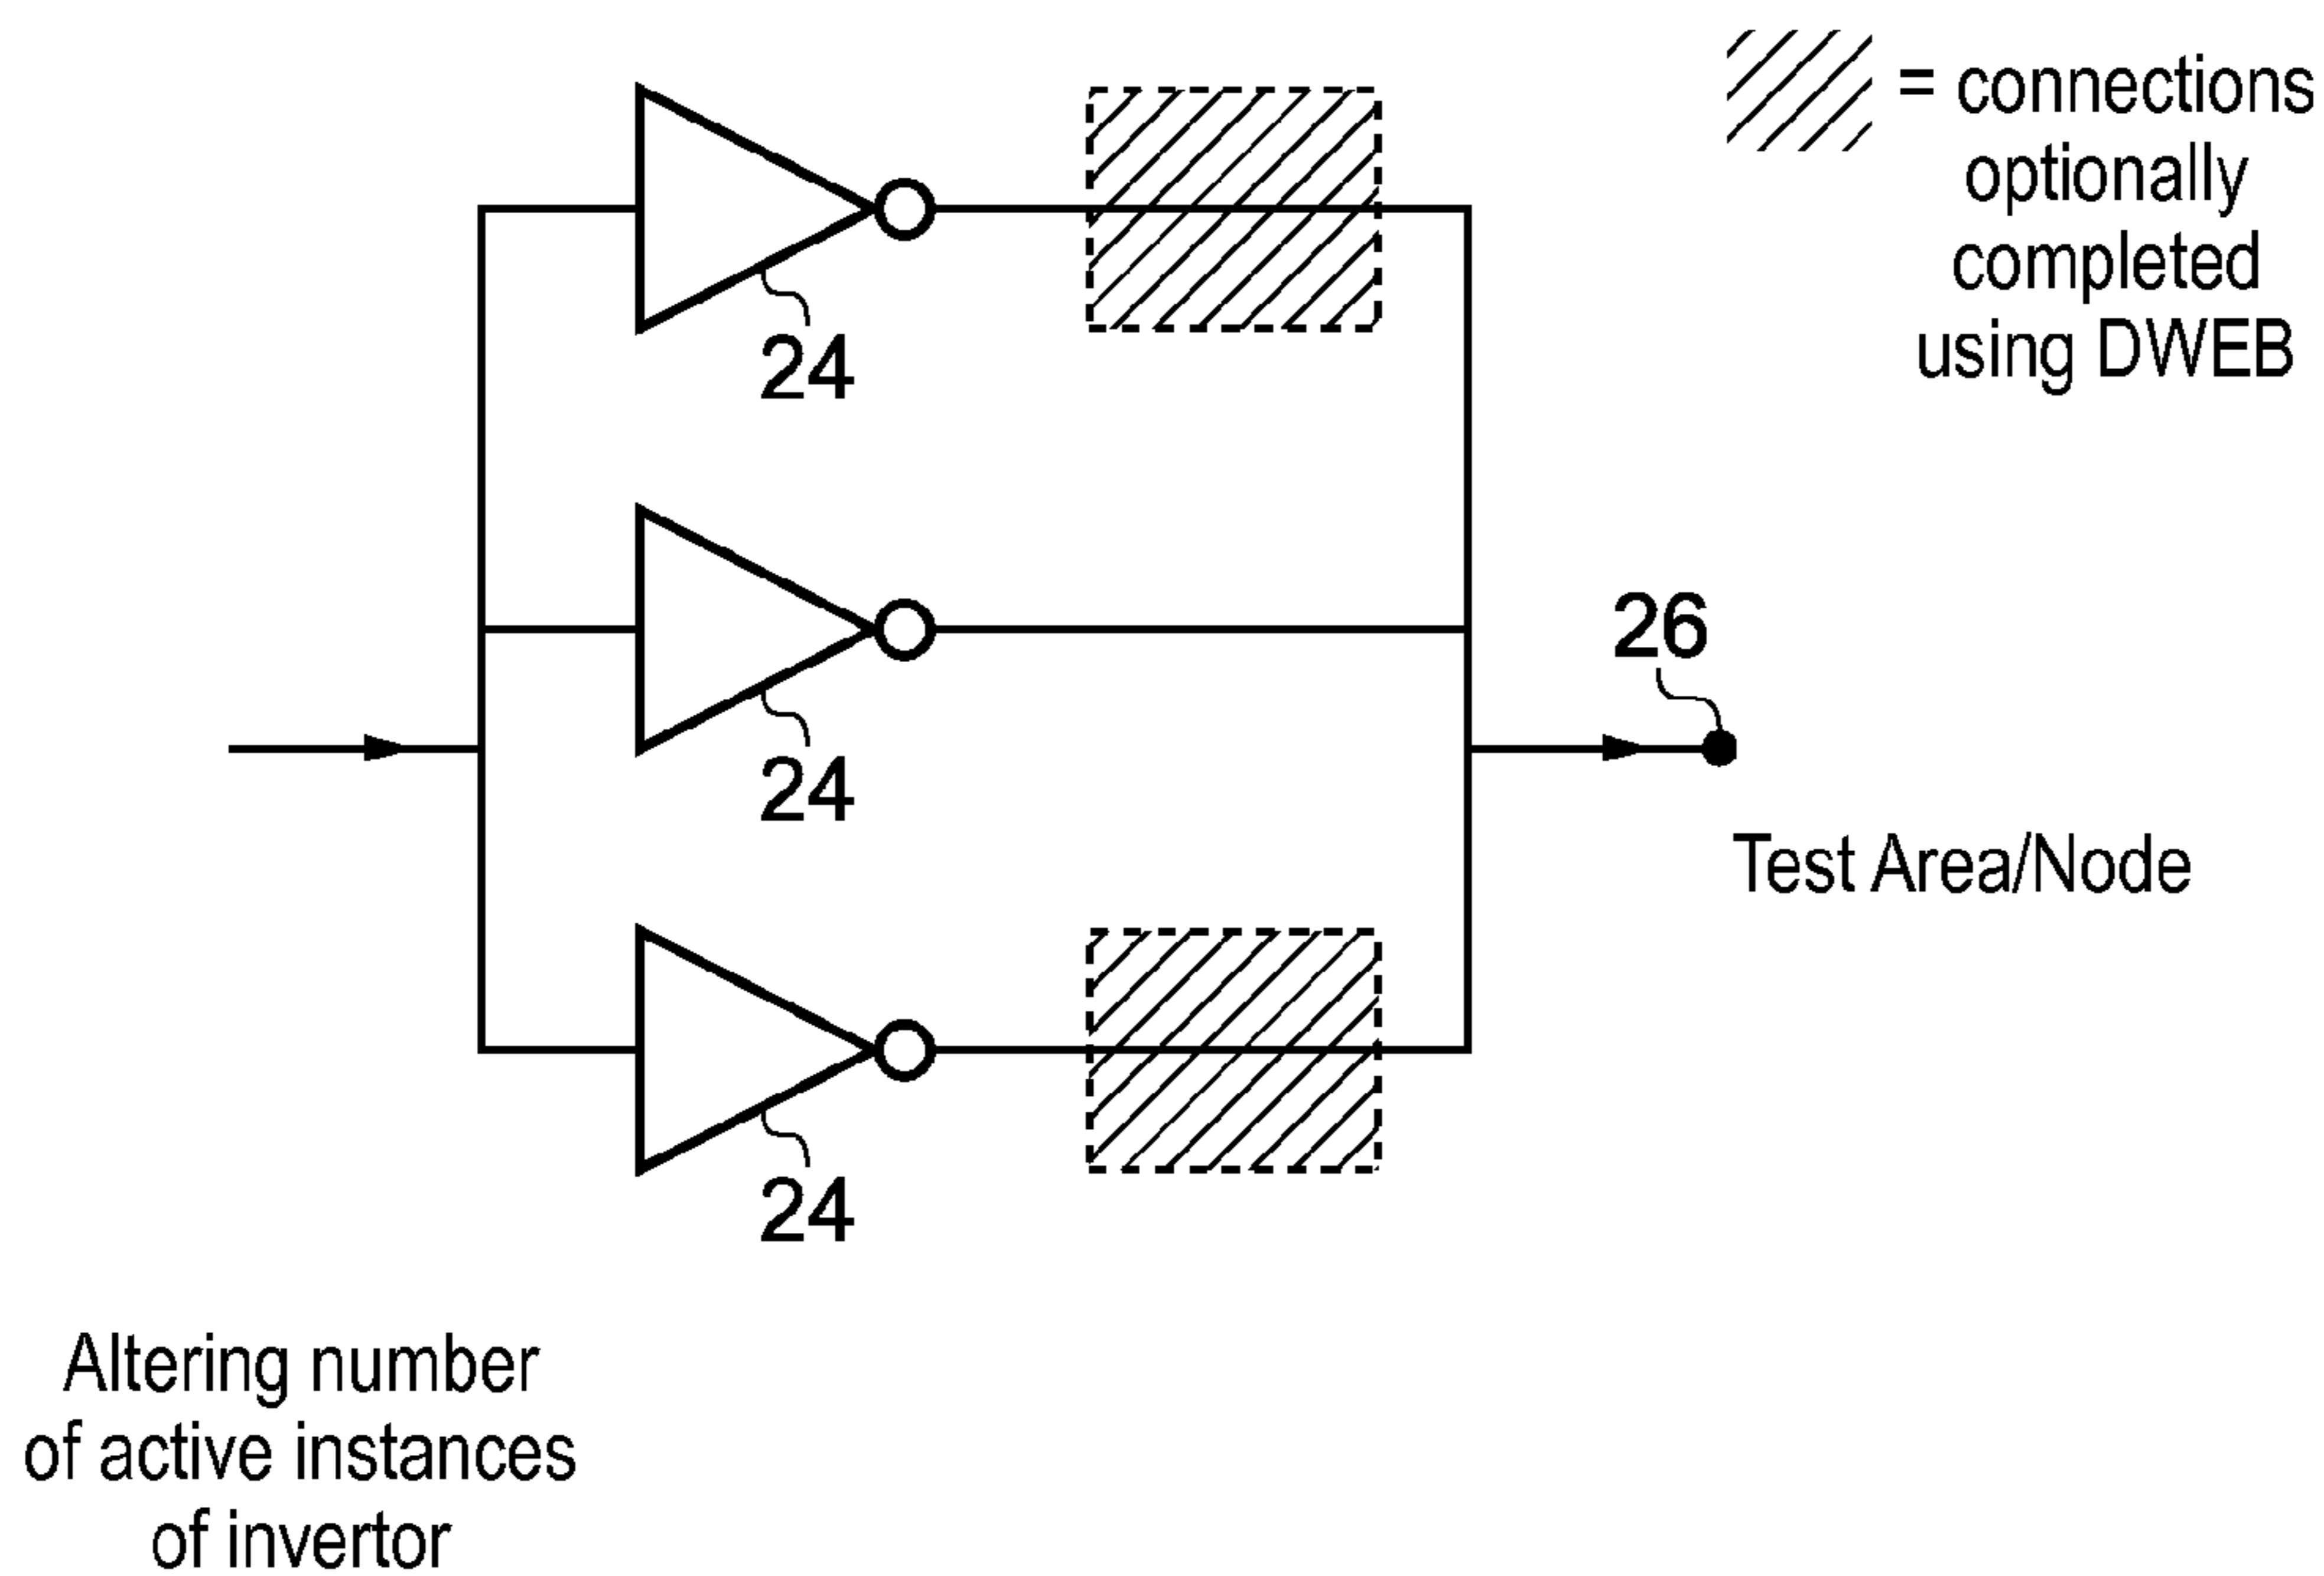 = connections
optionally
completed
using DWEB
24
24
26
Test Area/Node
24
Altering number
of active instances
of invertor